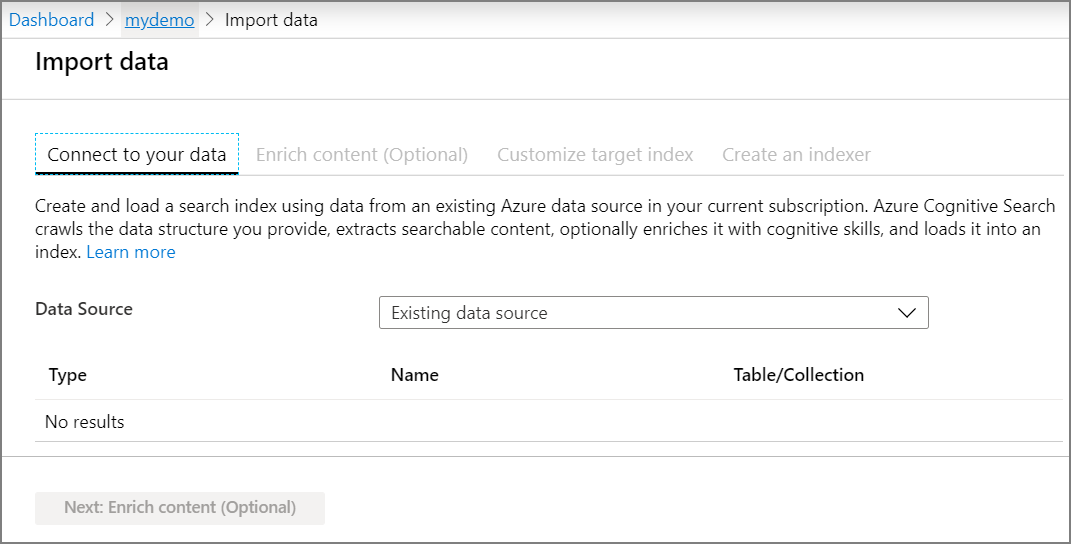 Dashboard > mydemo > Import data
Import data
Connect to your data Enrich content (Optional) Customize target index Create an indexer
Create and load a search index using data from an existing Azure data source in your current subscription. Azure Cognitive Search
crawls the data structure you provide, extracts searchable content, optionally enriches it with cognitive skills, and loads it into an
index. Learn more
Data Source Existing data source
Type Name Table/Collection
No results
Next: Enrich content (Optional)